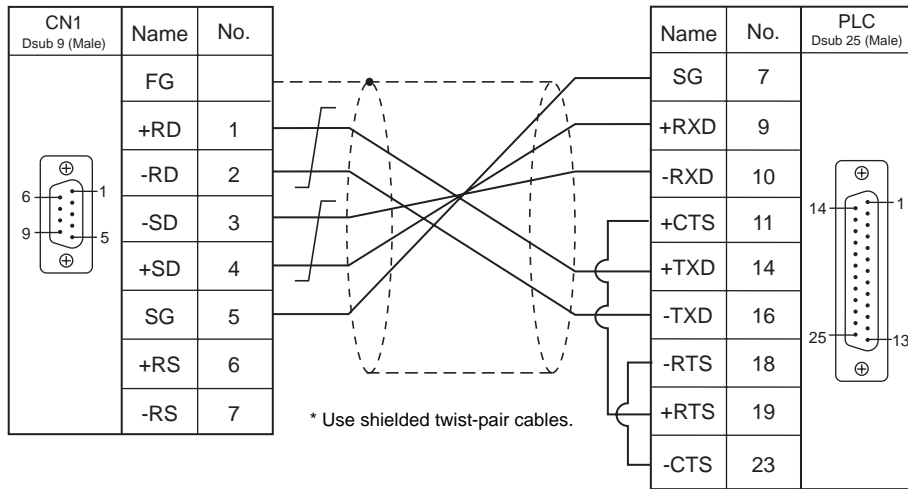 CN1
Dsub 9 (Male)
Name No.
FG
+RD 1
-RD 2
-SD 3
+SD 4
SG 5
+RS 6
-RS 7
6
1
9
5
* Use shielded twist-pair cables.
Name No.
PLC
Dsub 25 (Male)
SG 7
+RXD 9
-RXD 10
+CTS 11
+TXD 14
-TXD 16
-RTS 18
+RTS 19
-CTS 23
14
1
25
13